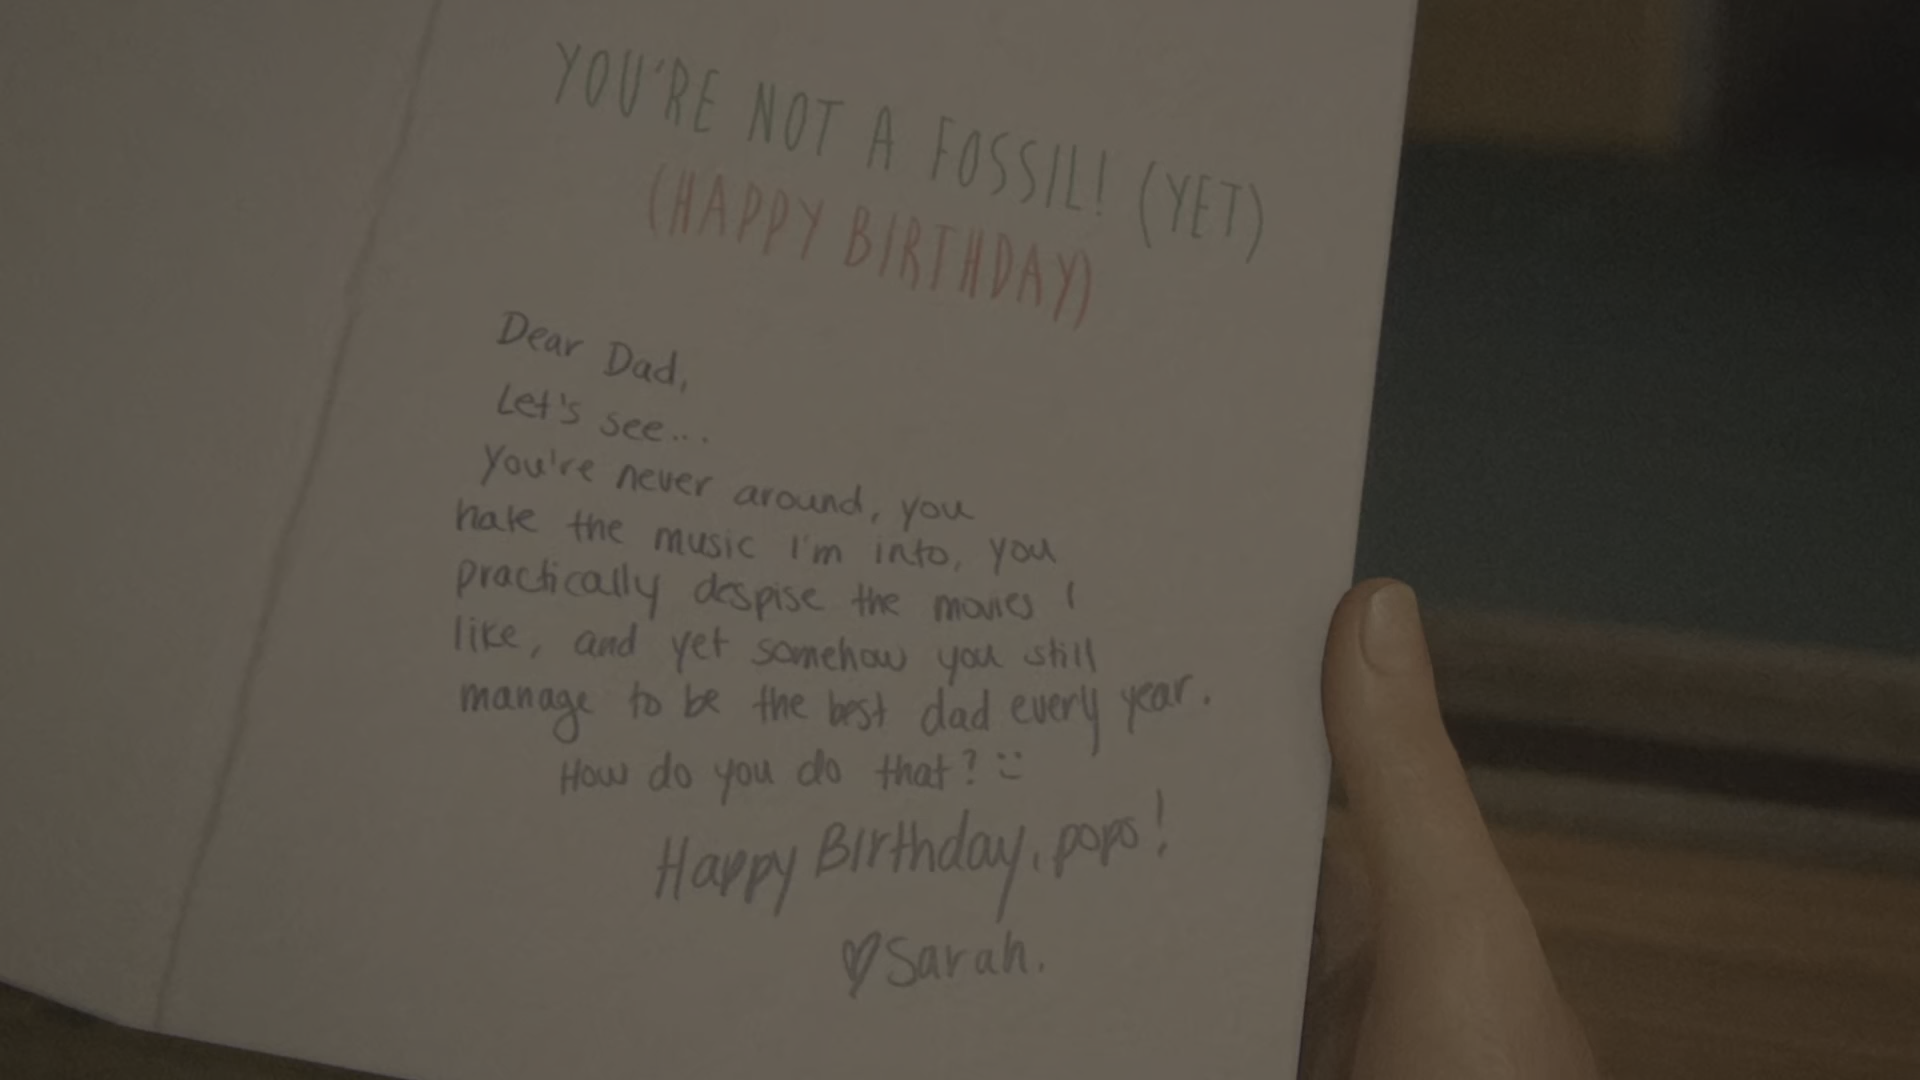 YOU'RE NOT A FOSSIL! (YET)
(HAPPY BIRTHDAY)
Dear Dad,
Let's see...
You're never around, you
hate the music I'm into, you
practically despise the movies I
like, and yet somehow you still
manage to be the best dad every year.
How do you do that? :)
Happy Birthday, pops!
♡ Sarah.